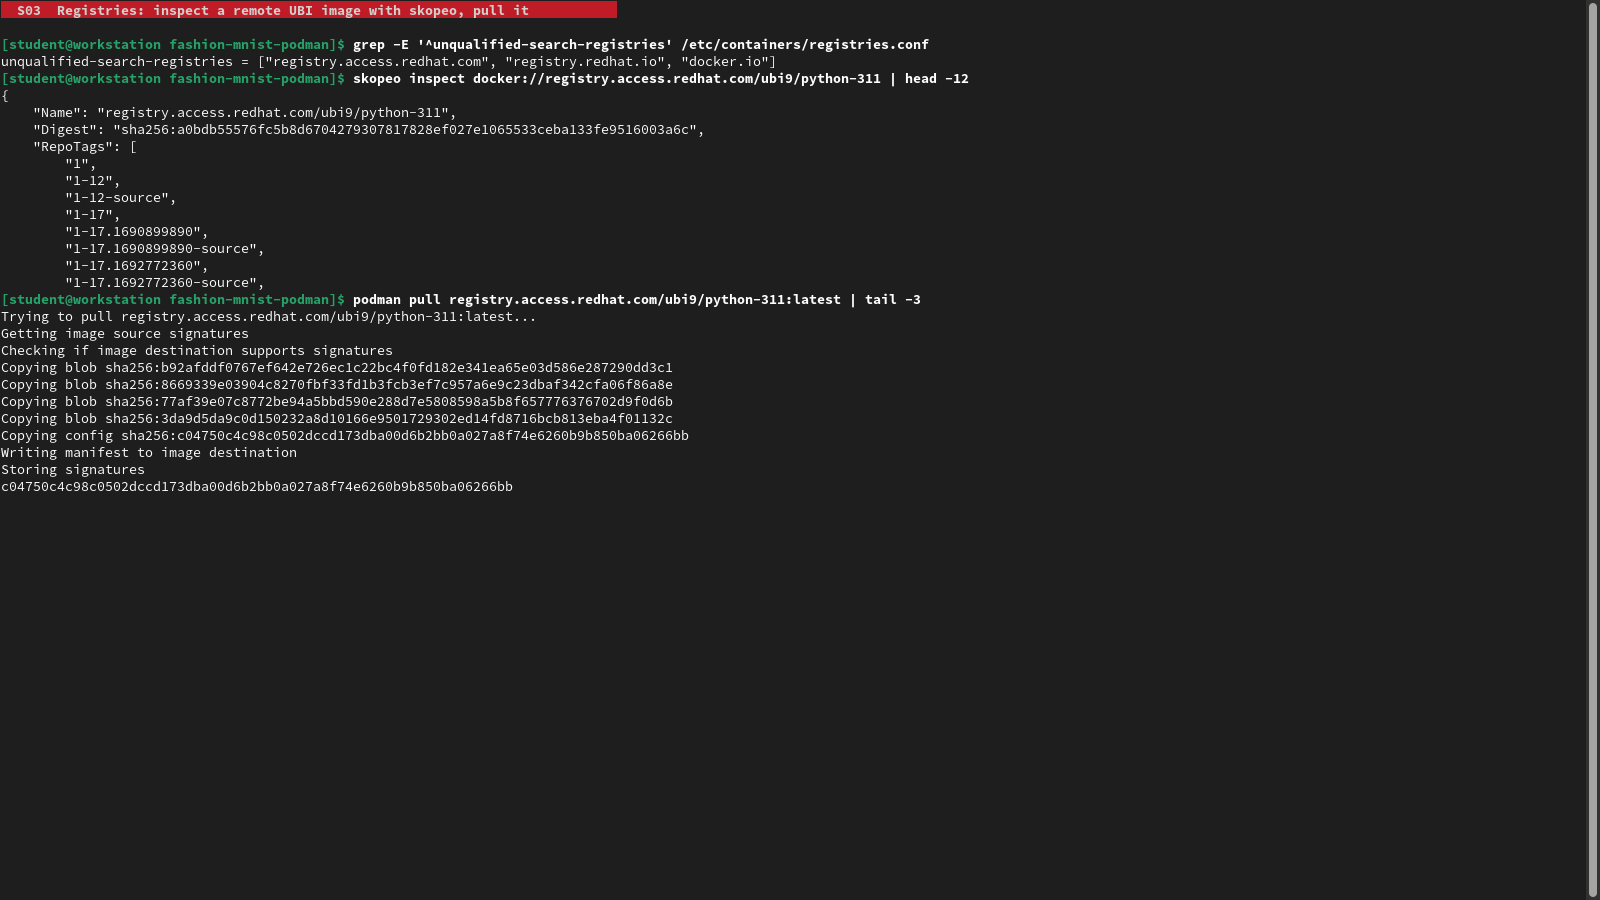 S03  Registries: inspect a remote UBI image with skopeo, pull it
[student@workstation fashion-mnist-podman]$ grep -E '^unqualified-search-registries' /etc/containers/registries.conf
unqualified-search-registries = ["registry.access.redhat.com", "registry.redhat.io", "docker.io"]
[student@workstation fashion-mnist-podman]$ skopeo inspect docker://registry.access.redhat.com/ubi9/python-311 | head -12
{
    "Name": "registry.access.redhat.com/ubi9/python-311",
    "Digest": "sha256:a0bdb55576fc5b8d6704279307817828ef027e1065533ceba133fe9516003a6c",
    "RepoTags": [
        "1",
        "1-12",
        "1-12-source",
        "1-17",
        "1-17.1690899890",
        "1-17.1690899890-source",
        "1-17.1692772360",
        "1-17.1692772360-source",
[student@workstation fashion-mnist-podman]$ podman pull registry.access.redhat.com/ubi9/python-311:latest | tail -3
Trying to pull registry.access.redhat.com/ubi9/python-311:latest...
Getting image source signatures
Checking if image destination supports signatures
Copying blob sha256:b92afddf0767ef642e726ec1c22bc4f0fd182e341ea65e03d586e287290dd3c1
Copying blob sha256:8669339e03904c8270fbf33fd1b3fcb3ef7c957a6e9c23dbaf342cfa06f86a8e
Copying blob sha256:77af39e07c8772be94a5bbd590e288d7e5808598a5b8f657776376702d9f0d6b
Copying blob sha256:3da9d5da9c0d150232a8d10166e9501729302ed14fd8716bcb813eba4f01132c
Copying config sha256:c04750c4c98c0502dccd173dba00d6b2bb0a027a8f74e6260b9b850ba06266bb
Writing manifest to image destination
Storing signatures
c04750c4c98c0502dccd173dba00d6b2bb0a027a8f74e6260b9b850ba06266bb